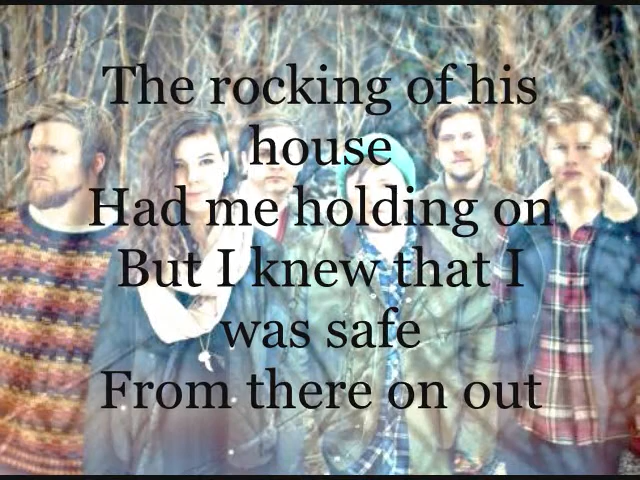 The rocking of his
house
Had me holding on
But I knew that I
was safe
From there on out